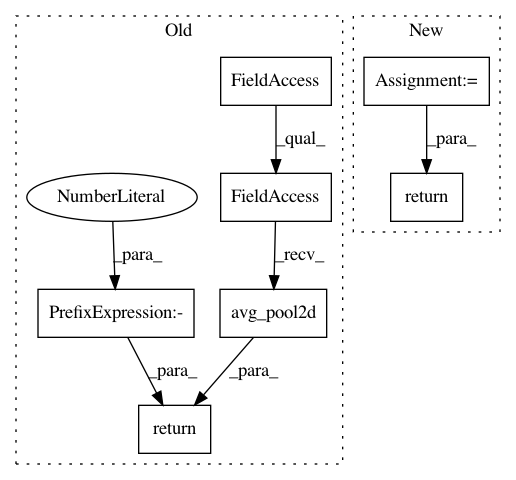 Old
New
FieldAccess
Assignment:=
_qual_
_para_
NumberLiteral
FieldAccess
return
_para_
_recv_
PrefixExpression:-
avg_pool2d
_para_
_para_
return